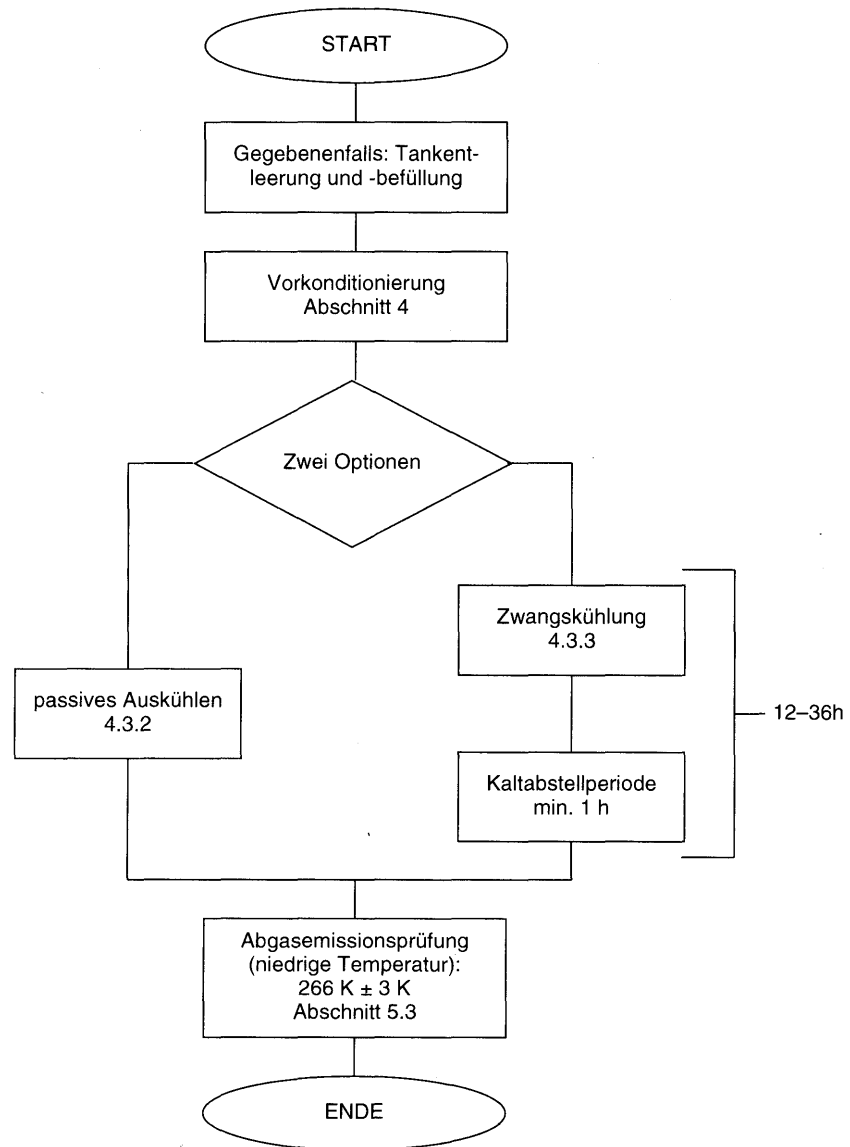 START
Gegebenenfalls: Tankent-
leerung und -befüllung
Vorkonditionierung
Abschnitt 4
Zwei Optionen
Zwangskühlung
4.3.3
passives Auskühlen
4.3.2
12–36h
Kaltabstellperiode
min. 1 h
Abgasemissionsprüfung
(niedrige Temperatur):
266 K ± 3 K
Abschnitt 5.3
ENDE